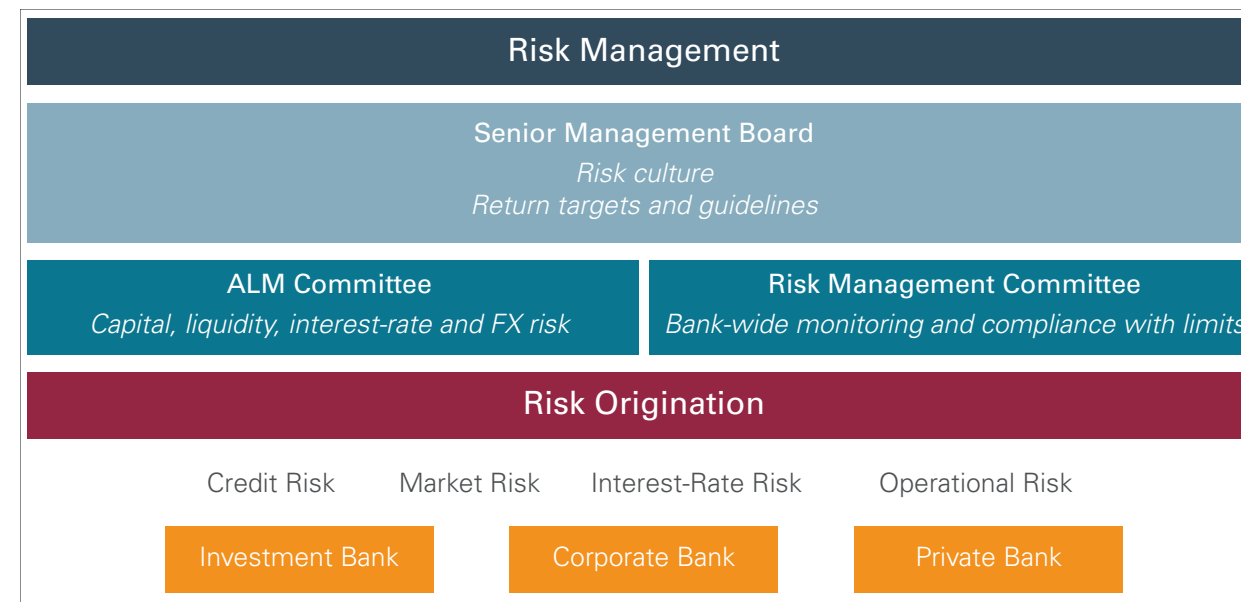 Risk Management
Senior Management Board
Risk culture
Return targets and guidelines
ALM Committee
Risk Management Committee
Capital, liquidity, interest-rate and FX risk
Bank-wide monitoring and compliance with limits
Risk Origination
Credit Risk
Market Risk
Interest-Rate Risk
Operational Risk
Investment Bank
Corporate Bank
Private Bank